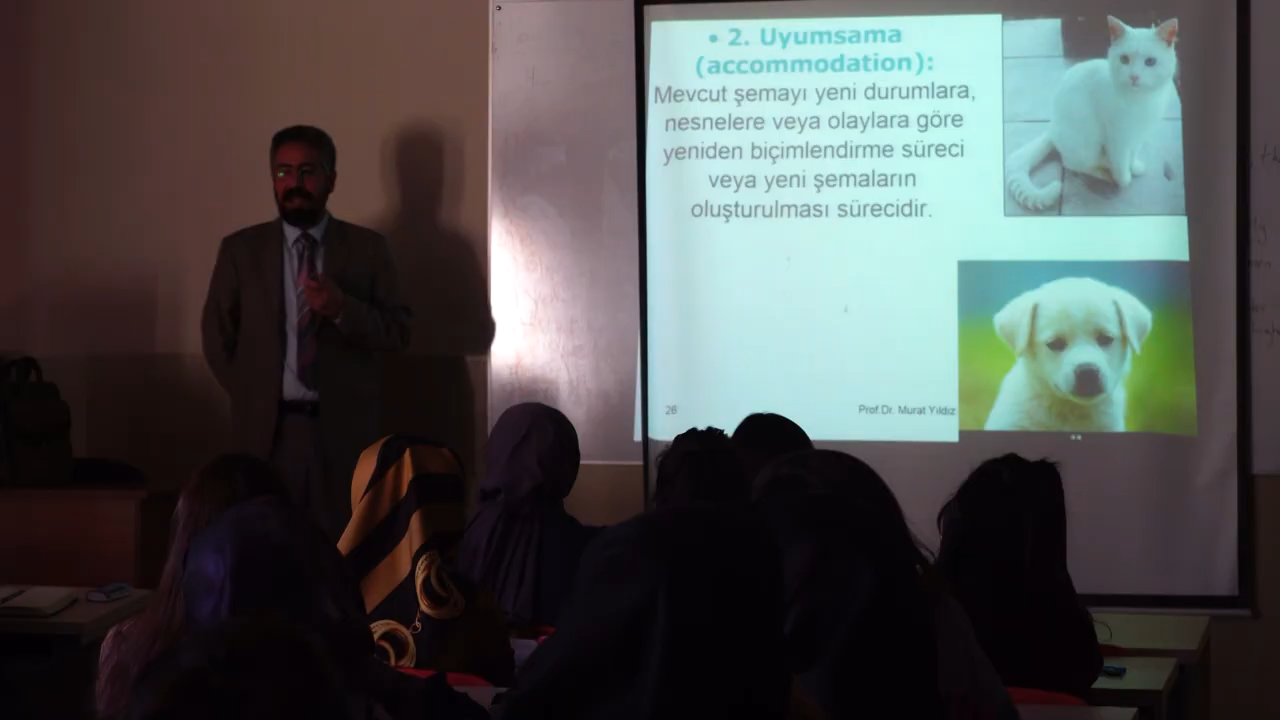 • 2. Uyumsama
(accommodation):
Mevcut şemayı yeni durumlara,
nesnelere veya olaylara göre
yeniden biçimlendirme süreci
veya yeni şemaların
oluşturulması sürecidir.
26
Prof.Dr. Murat Yıldız